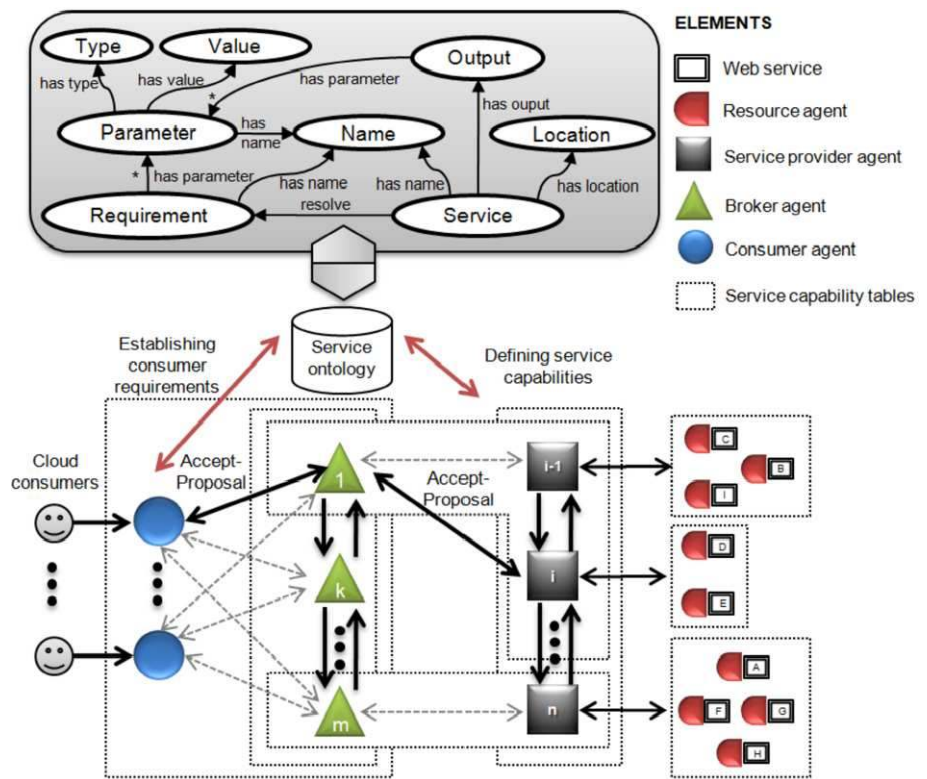 ELEMENTS
Type
Value
Output
has type
has value
has parameter
*
Parameter
has
name
Name
Location
*
has parameter
has name
has name
has ouput
has location
Requirement
resolve
Service
Web service
Resource agent
Service provider agent
Broker agent
Consumer agent
Service capability tables
Service
ontology
Establishing
consumer
requirements
Defining service
capabilities
Cloud
consumers
Accept-
Proposal
Accept-
Proposal
1
i-1
C
B
I
k
i
D
E
m
n
A
F
G
H